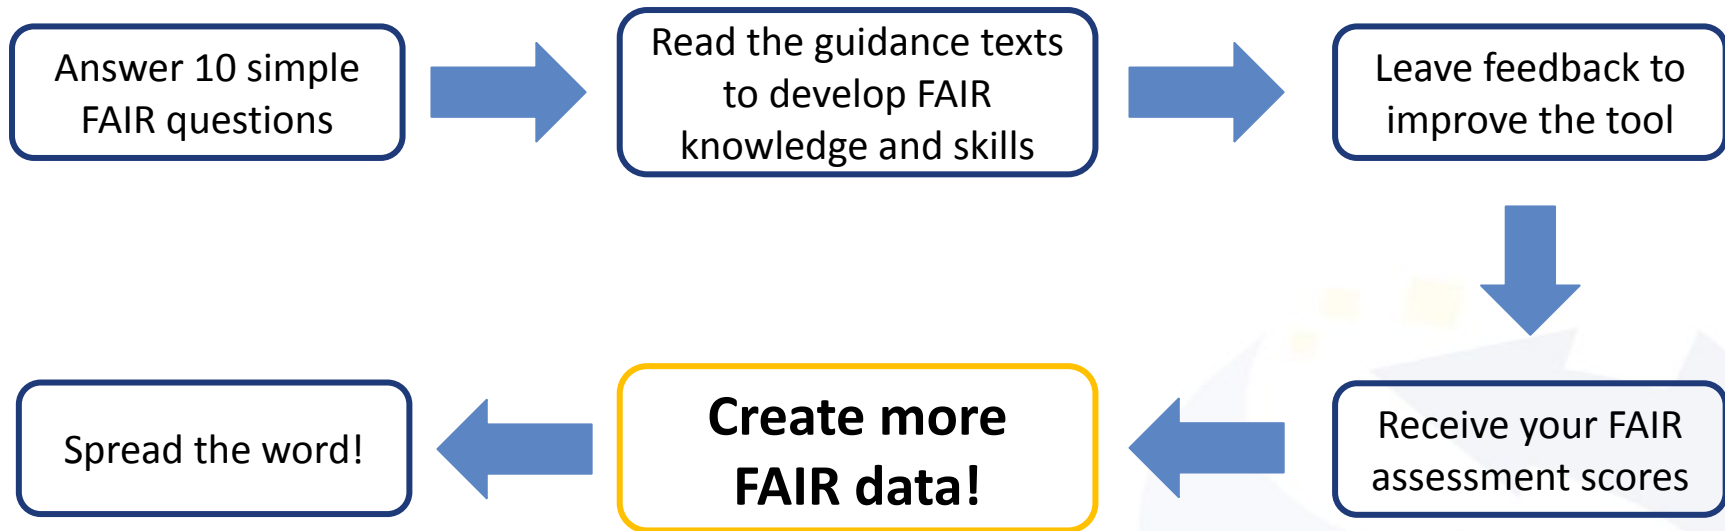 Answer 10 simple
FAIR questions
Read the guidance texts
to develop FAIR
knowledge and skills
Leave feedback to
improve the tool
Receive your FAIR
assessment scores
Create more
FAIR data!
Spread the word!